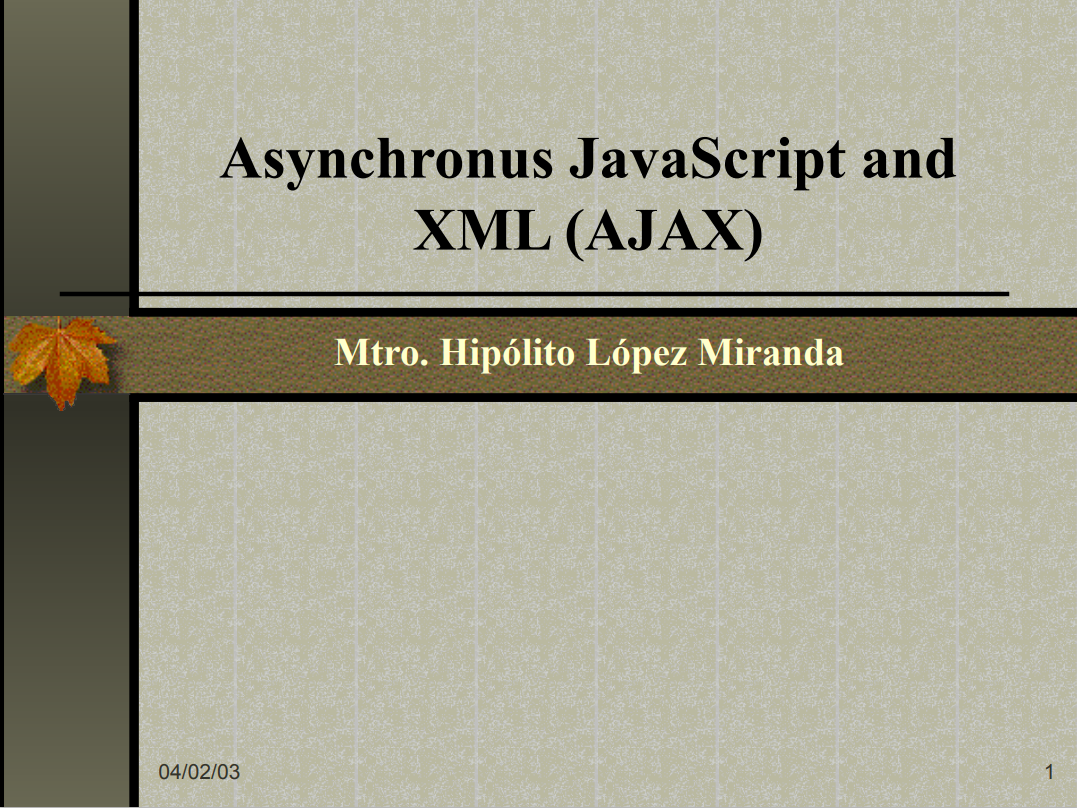 Asynchronus JavaScript and
XML (AJAX)
Mtro. Hipólito López Miranda
04/02/03
1